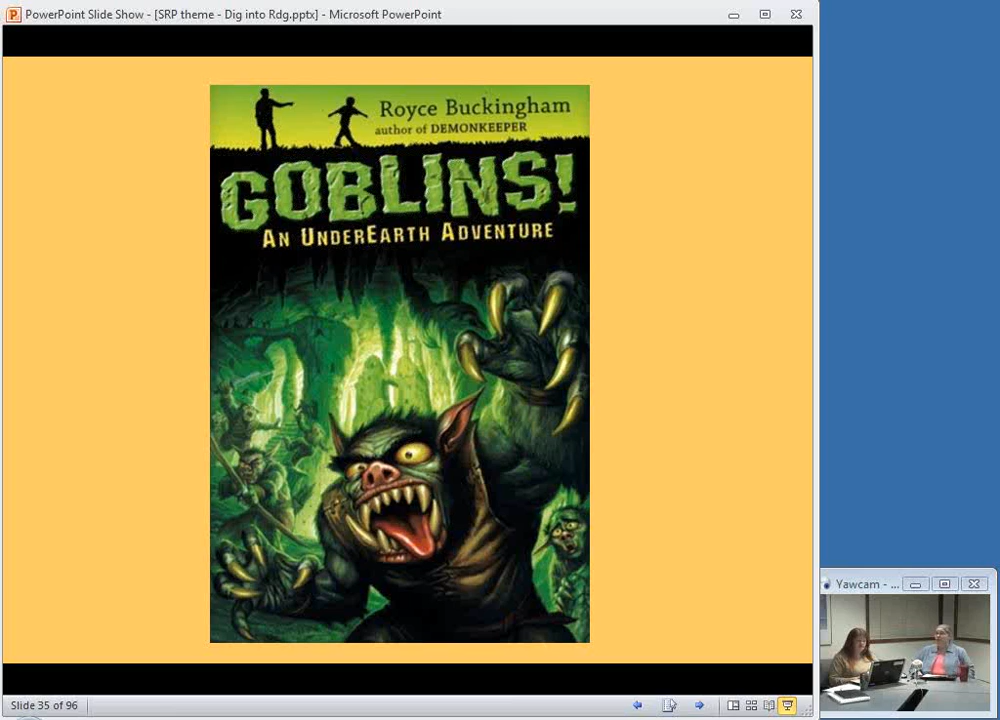 PowerPoint Slide Show - [SRP theme - Dig into Rdg.pptx] - Microsoft PowerPoint
Royce Buckingham
author of DEMONKEEPER
GOBLINS!
AN UNDEREARTH ADVENTURE
Yawcam - ...
Slide 35 of 96